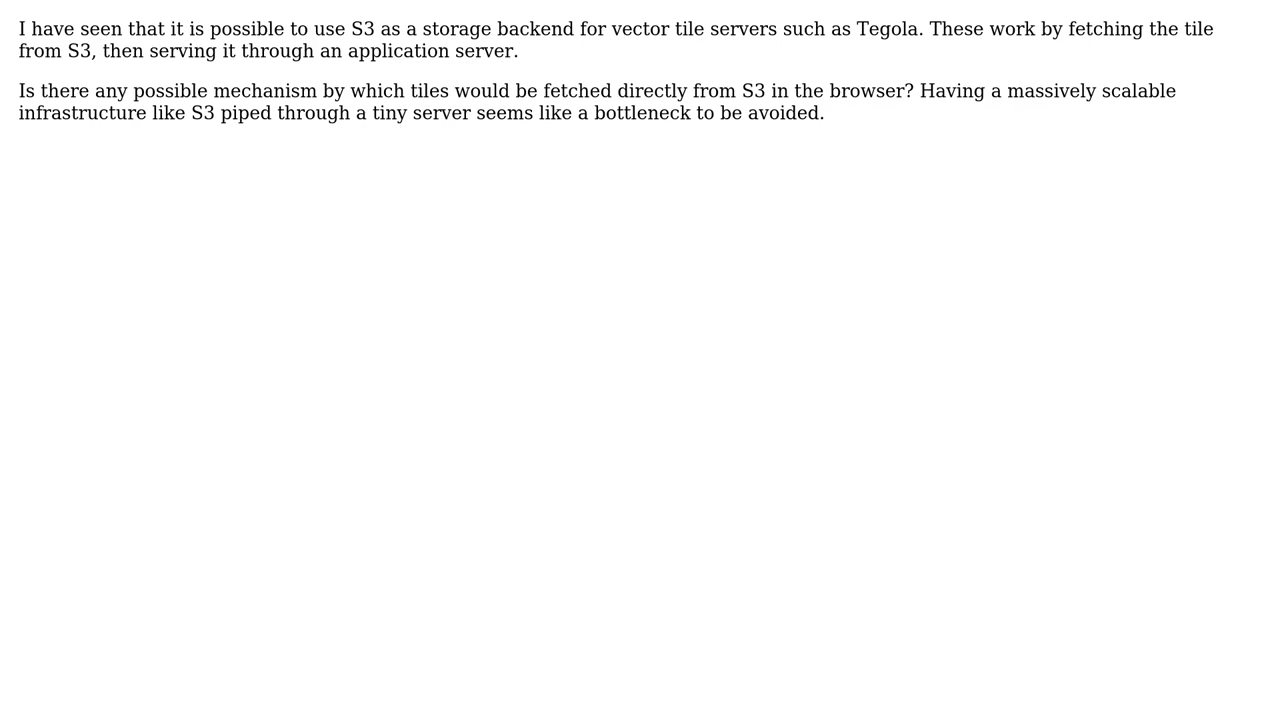 I have seen that it is possible to use S3 as a storage backend for vector tile servers such as Tegola. These work by fetching the tile
from S3, then serving it through an application server.
Is there any possible mechanism by which tiles would be fetched directly from S3 in the browser? Having a massively scalable
infrastructure like S3 piped through a tiny server seems like a bottleneck to be avoided.